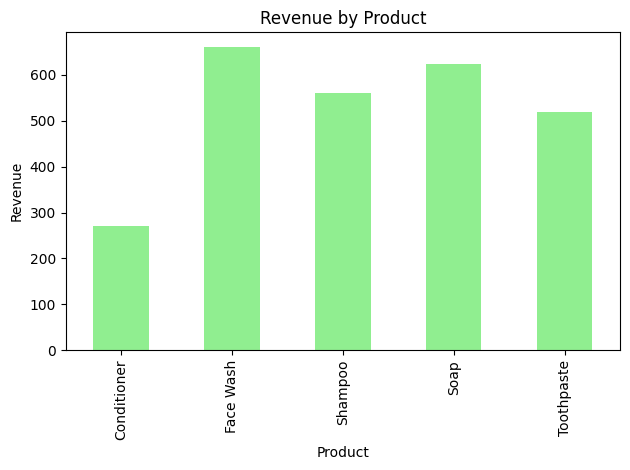 Revenue by Product
Revenue
600
500
400
300
200
100
0
Conditioner
Face Wash
Shampoo
Soap
Toothpaste
Product